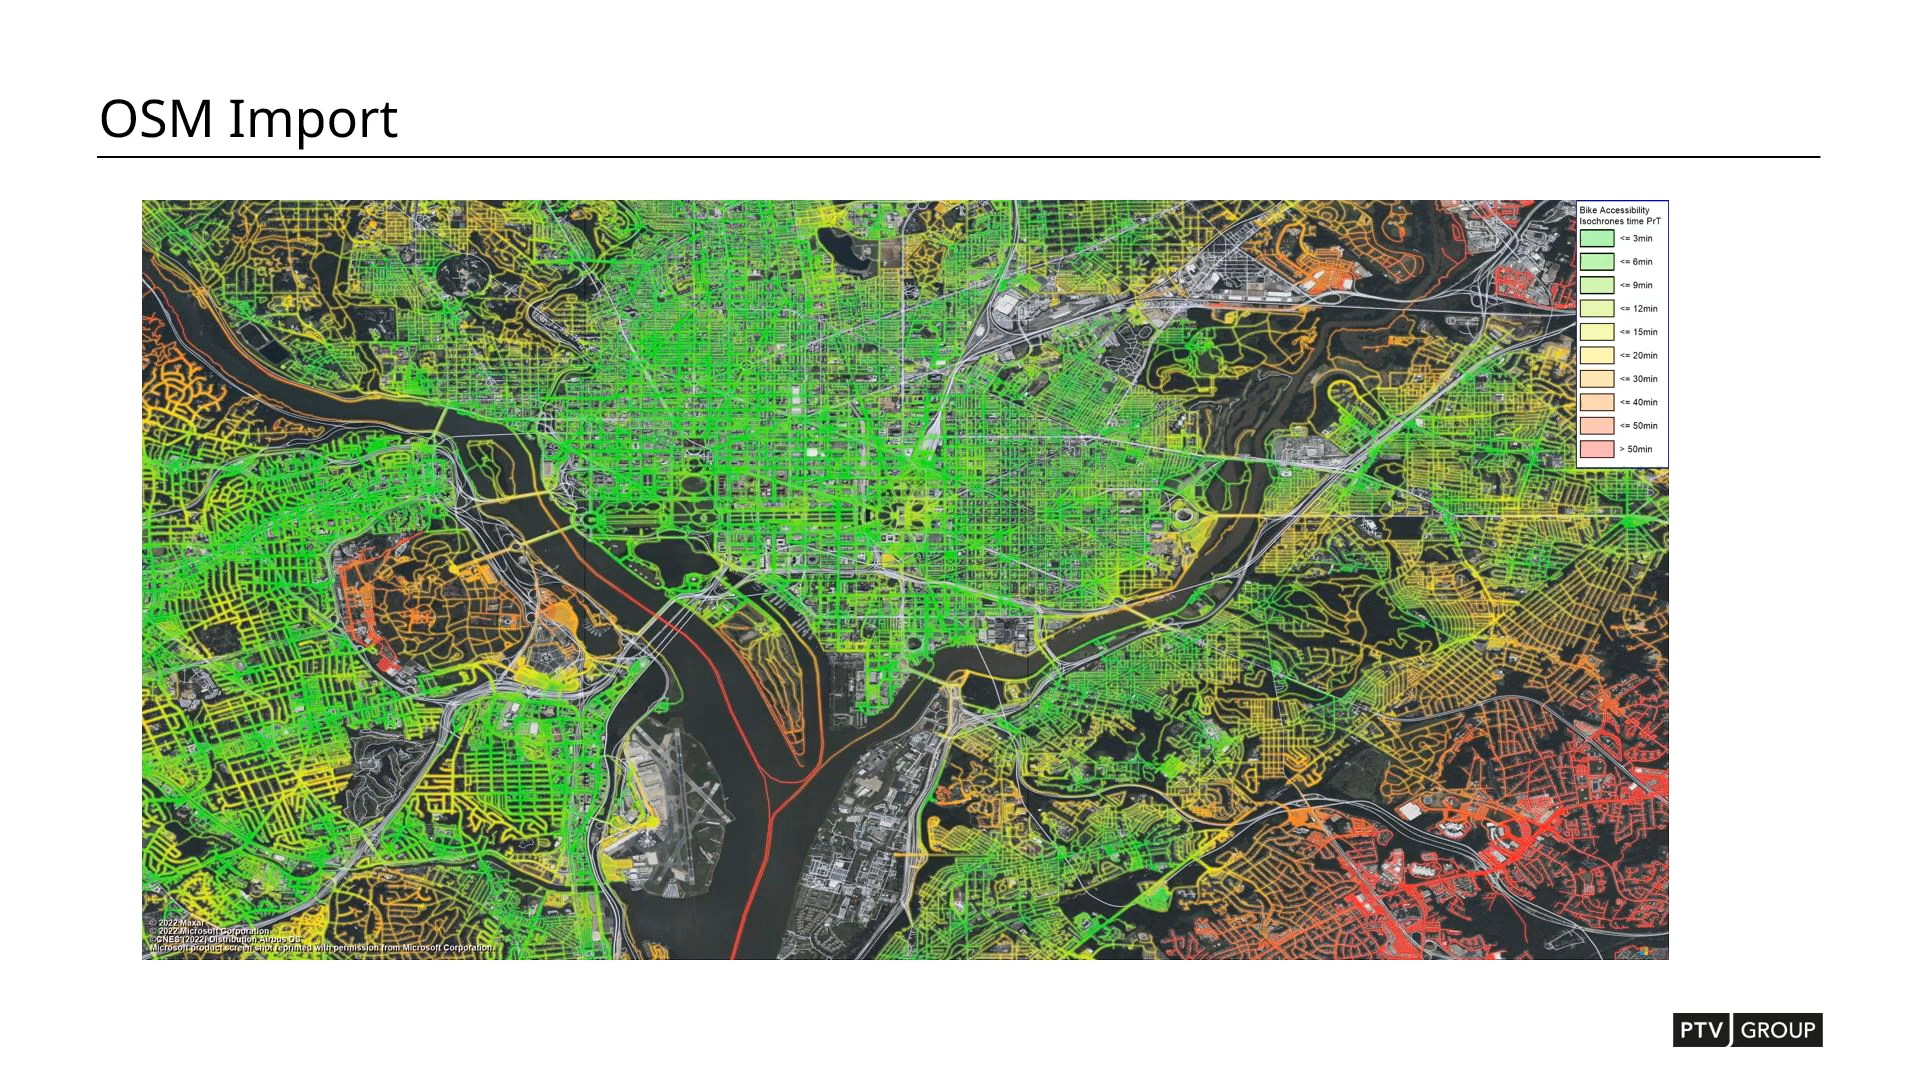 OSM Import
Bike Accessibility
Isochrones time PrT
<= 3min
<= 6min
<= 9min
<= 12min
<= 15min
<= 20min
<= 30min
<= 40min
<= 50min
> 50min
© 2022 Maxar
© 2022 Microsoft Corporation
© CNES (2022) Distribution Airbus DS
Microsoft product screen shot reprinted with permission from Microsoft Corporation
PTV GROUP